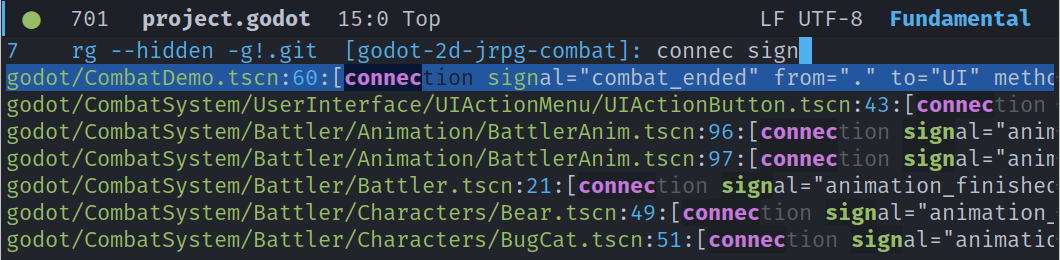 701 project.godot 15:0 Top LF UTF-8 Fundamental
7 rg --hidden -g!.git [godot-2d-jrpg-combat]: connec sign
godot/CombatDemo.tscn:60:[connection signal="combat_ended" from="." to="UI" metho
godot/CombatSystem/UserInterface/UIActionMenu/UIActionButton.tscn:43:[connection
godot/CombatSystem/Battler/Animation/BattlerAnim.tscn:96:[connection signal="anim
godot/CombatSystem/Battler/Animation/BattlerAnim.tscn:97:[connection signal="anim
godot/CombatSystem/Battler/Battler.tscn:21:[connection signal="animation_finished
godot/CombatSystem/Battler/Characters/Bear.tscn:49:[connection signal="animation_
godot/CombatSystem/Battler/Characters/BugCat.tscn:51:[connection signal="animatio